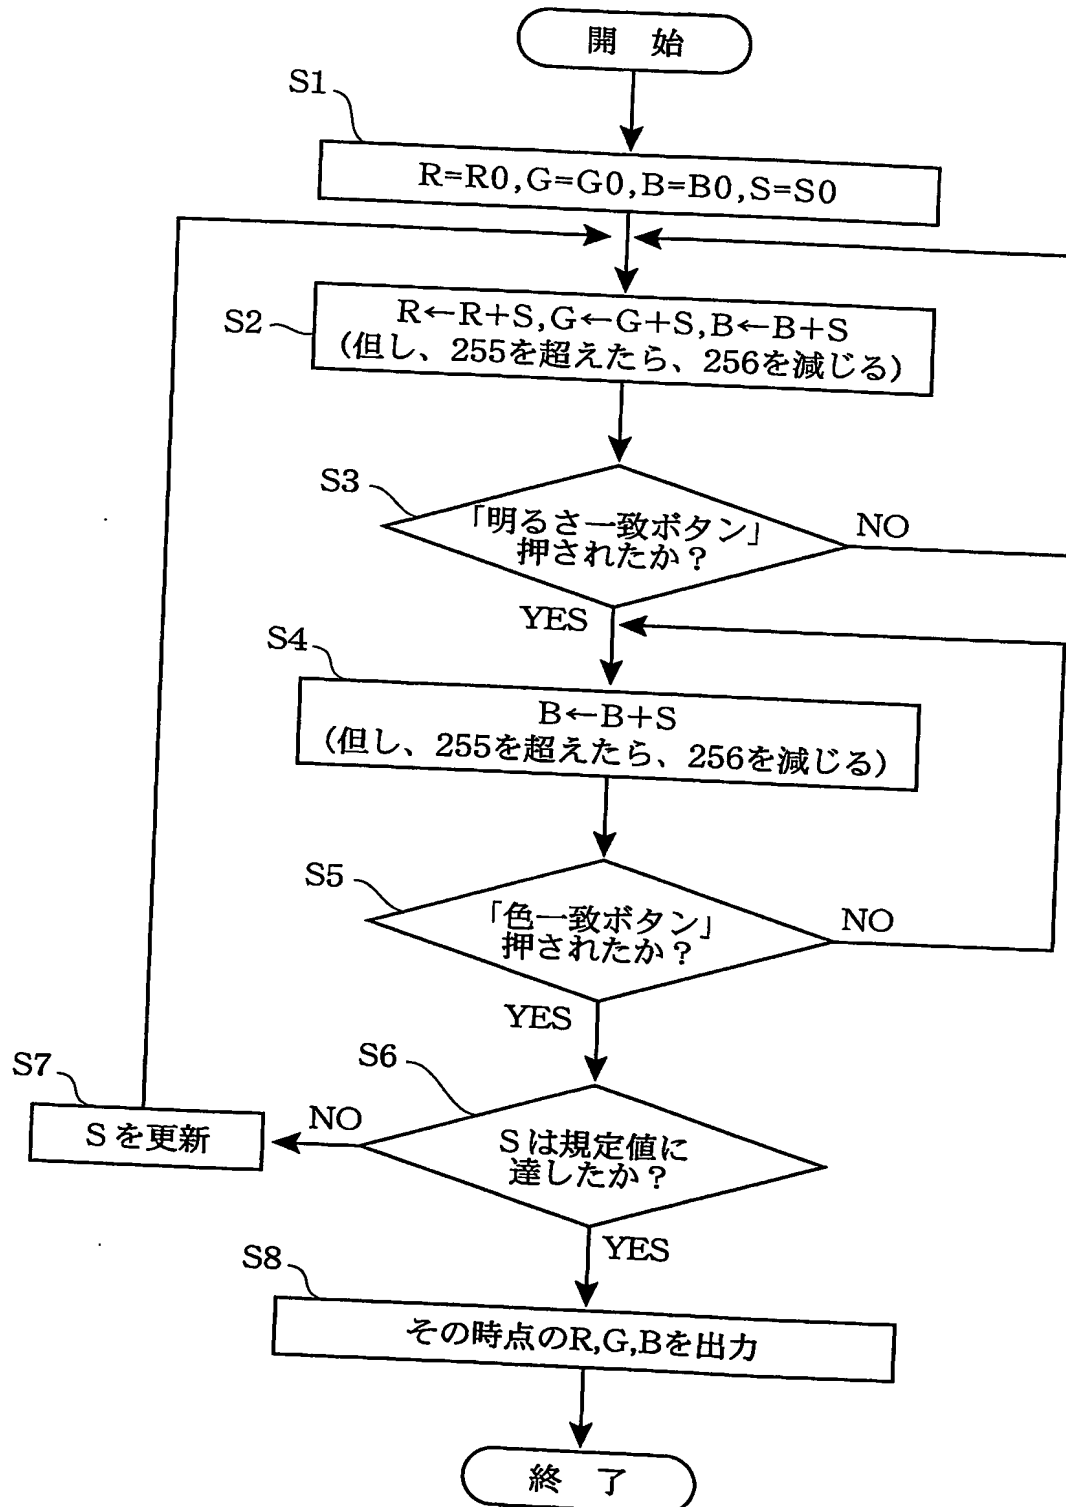 開 始
S1
R=R0,G=G0,B=B0,S=S0
S2
R←R+S,G←G+S,B←B+S
(但し、255を超えたら、256を減じる)
S3
「明るさ一致ボタン」
押されたか？
NO
YES
S4
B←B+S
(但し、255を超えたら、256を減じる)
S5
「色一致ボタン」
押されたか？
NO
YES
S6
Sは規定値に
達したか？
NO
S7
Sを更新
YES
S8
その時点のR,G,Bを出力
終 了